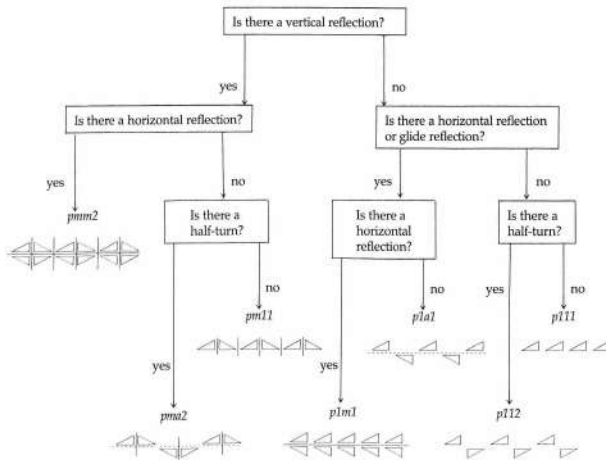 Is there a vertical reflection?
yes
no
Is there a horizontal reflection?
Is there a horizontal reflection
or glide reflection?
yes
no
yes
no
pmm2
Is there a
half-turn?
Is there a
horizontal
reflection?
Is there a
half-turn?
no
no
yes
no
pm11
p1a1
p111
yes
yes
pma2
p1m1
p112